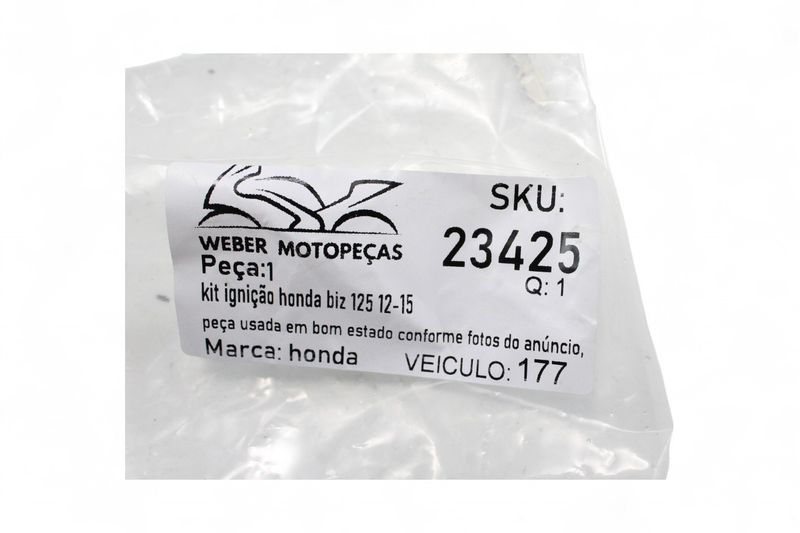 WEBER MOTOPEÇAS
SKU:
23425
Q: 1
Peça:1
kit ignição honda biz 125 12-15
peça usada em bom estado conforme fotos do anúncio,
Marca: honda
VEICULO: 177